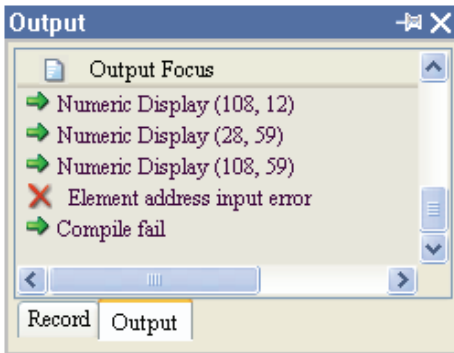 Output
Output Focus
Numeric Display (108, 12)
Numeric Display (28, 59)
Numeric Display (108, 59)
Element address input error
Compile fail
Record Output